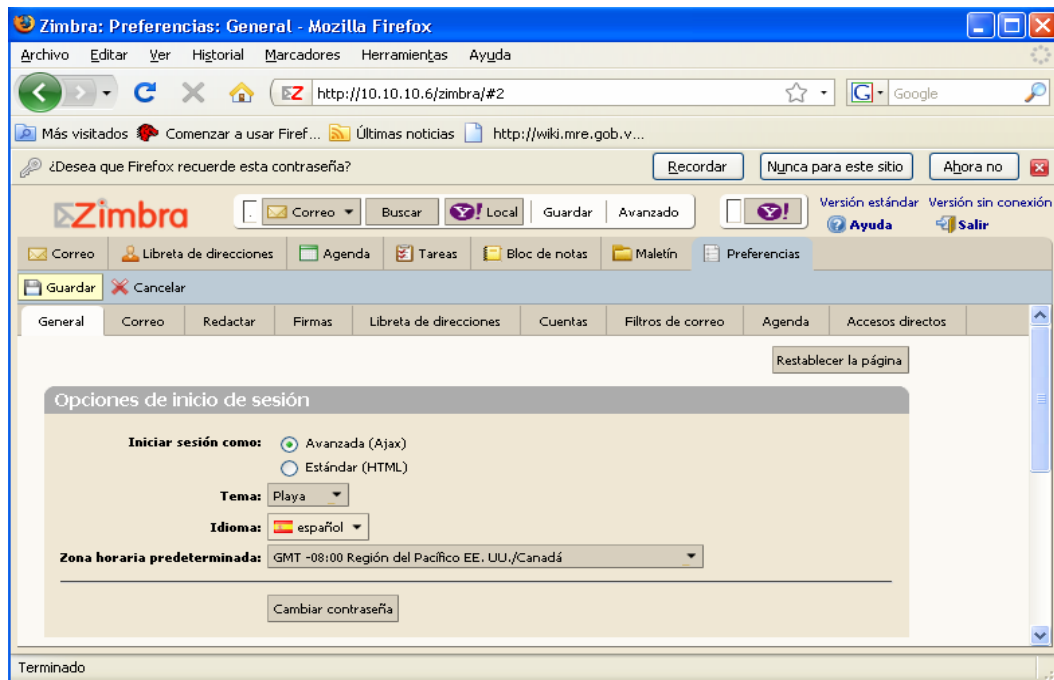 Zimbra: Preferencias: General - Mozilla Firefox
Archivo Editar Ver Historial Marcadores Herramientas Ayuda
http://10.10.10.6/zimbra/#2 G Google
Más visitados Comenzar a usar Firef... Últimas noticias http://wiki.mre.gob.v...
¿Desea que Firefox recuerde esta contraseña? Recordar Nunca para este sitio Ahora no
Zimbra Correo Buscar Y! Local Guardar Avanzado Y! Versión estándar Versión sin conexión
Ayuda Salir
Correo Libreta de direcciones Agenda Tareas Bloc de notas Maletín Preferencias
Guardar Cancelar
General Correo Redactar Firmas Libreta de direcciones Cuentas Filtros de correo Agenda Accesos directos
Restablecer la página
Opciones de inicio de sesión
Iniciar sesión como: Avanzada (Ajax)
Estándar (HTML)
Tema: Playa
Idioma: español
Zona horaria predeterminada: GMT -08:00 Región del Pacífico EE. UU./Canadá
Cambiar contraseña
Terminado